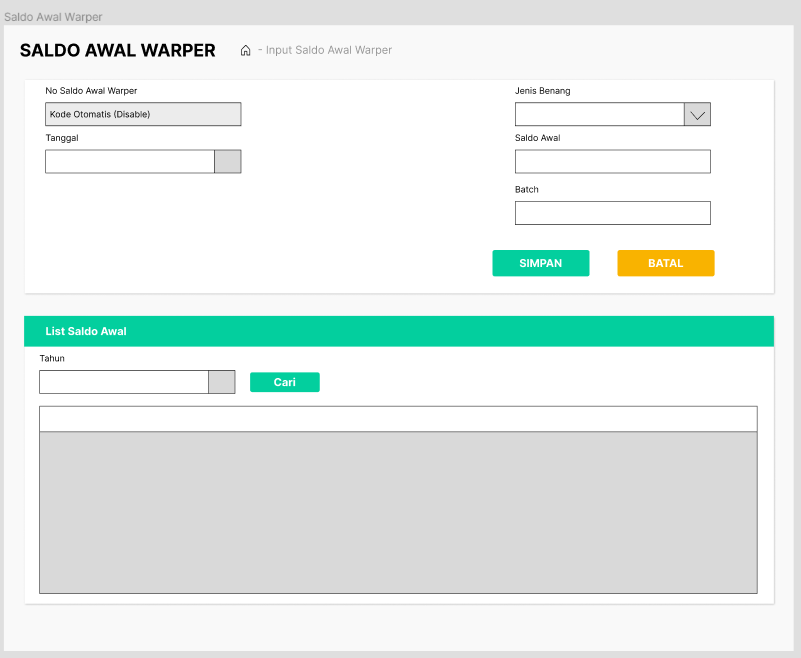 Saldo Awal Warper
SALDO AWAL WARPER
- Input Saldo Awal Warper
No Saldo Awal Warper
Kode Otomatis (Disable)
Tanggal
Jenis Benang
Saldo Awal
Batch
SIMPAN
BATAL
List Saldo Awal
Tahun
Cari